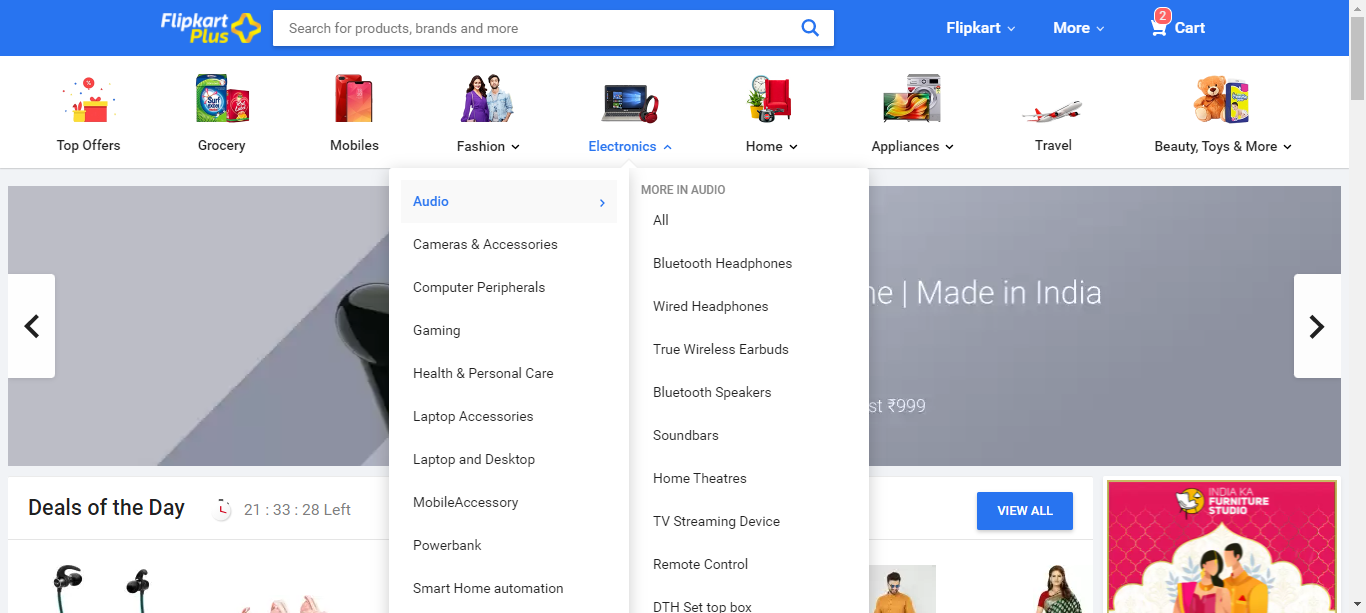 Flipkart
Plus
Search for products, brands and more
Flipkart
More
2
Cart
Top Offers
Grocery
Mobiles
Fashion
Electronics
Home
Appliances
Travel
Beauty, Toys & More
Audio
Cameras & Accessories
Computer Peripherals
Gaming
Health & Personal Care
Laptop Accessories
Laptop and Desktop
MobileAccessory
Powerbank
Smart Home automation
MORE IN AUDIO
All
Bluetooth Headphones
Wired Headphones
True Wireless Earbuds
Bluetooth Speakers
Soundbars
Home Theatres
TV Streaming Device
Remote Control
DTH Set top box
| Made in India
₹999
Deals of the Day
21 : 33 : 28 Left
VIEW ALL
INDIA KA
FURNITURE
STUDIO